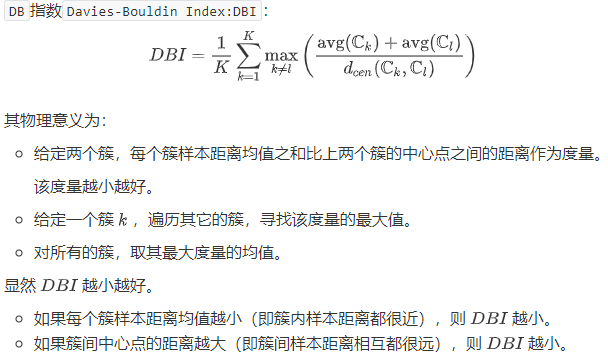 DB 指数 Davies-Bouldin Index:DBI :
DBI = \frac{1}{K} \sum_{k=1}^{K} \max_{k \neq l} \left( \frac{\text{avg}(\mathbb{C}_k) + \text{avg}(\mathbb{C}_l)}{d_{cen}(\mathbb{C}_k, \mathbb{C}_l)} \right)
其物理意义为：
○ 给定两个簇，每个簇样本距离均值之和比上两个簇的中心点之间的距离作为度量。
该度量越小越好。
○ 给定一个簇 k ，遍历其它的簇，寻找该度量的最大值。
○ 对所有的簇，取其最大度量的均值。
显然 DBI 越小越好。
○ 如果每个簇样本距离均值越小（即簇内样本距离都很近），则 DBI 越小。
○ 如果簇间中心点的距离越大（即簇间样本距离相互都很远），则 DBI 越小。